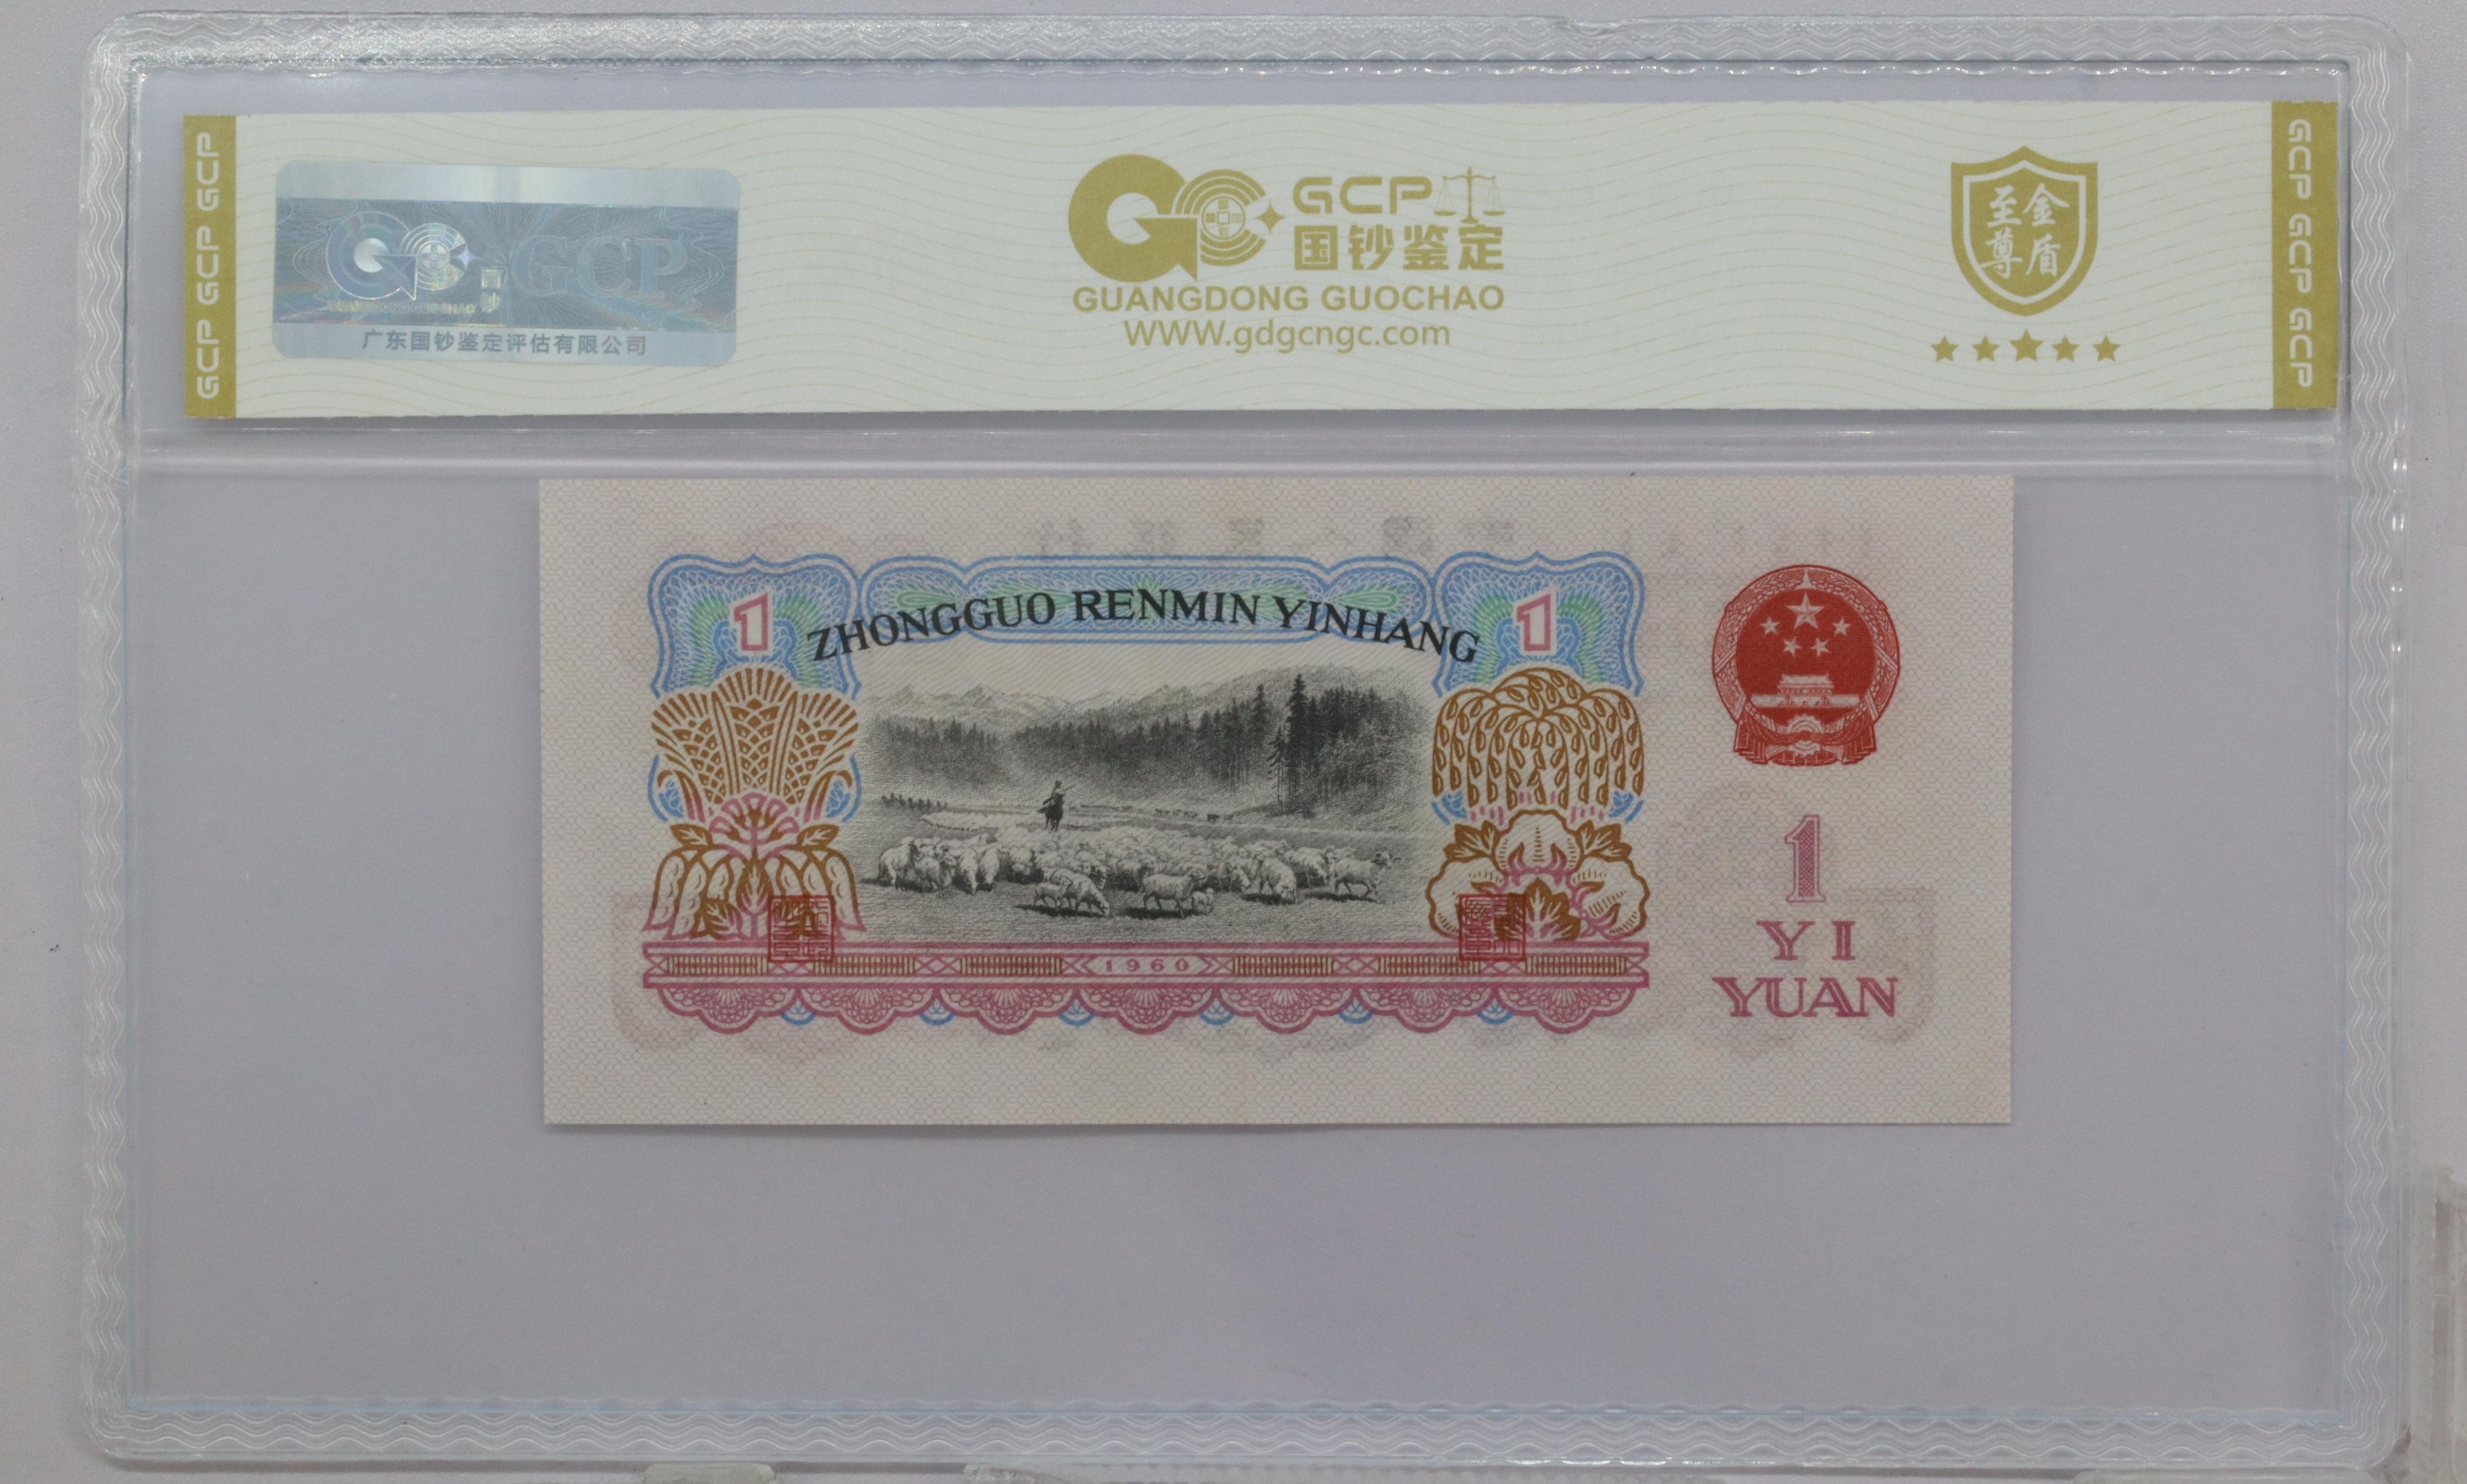 GCP GCP GCP
GCP
GUANGDONG GUOCHAO
国钞
广东国钞鉴定评估有限公司
GCP
国钞鉴定
GUANGDONG GUOCHAO
WWW.gdgcngc.com
至尊金盾
GCP GCP GCP
1
ZHONGGUO RENMIN YINHANG
1
1960
1
YI
YUAN